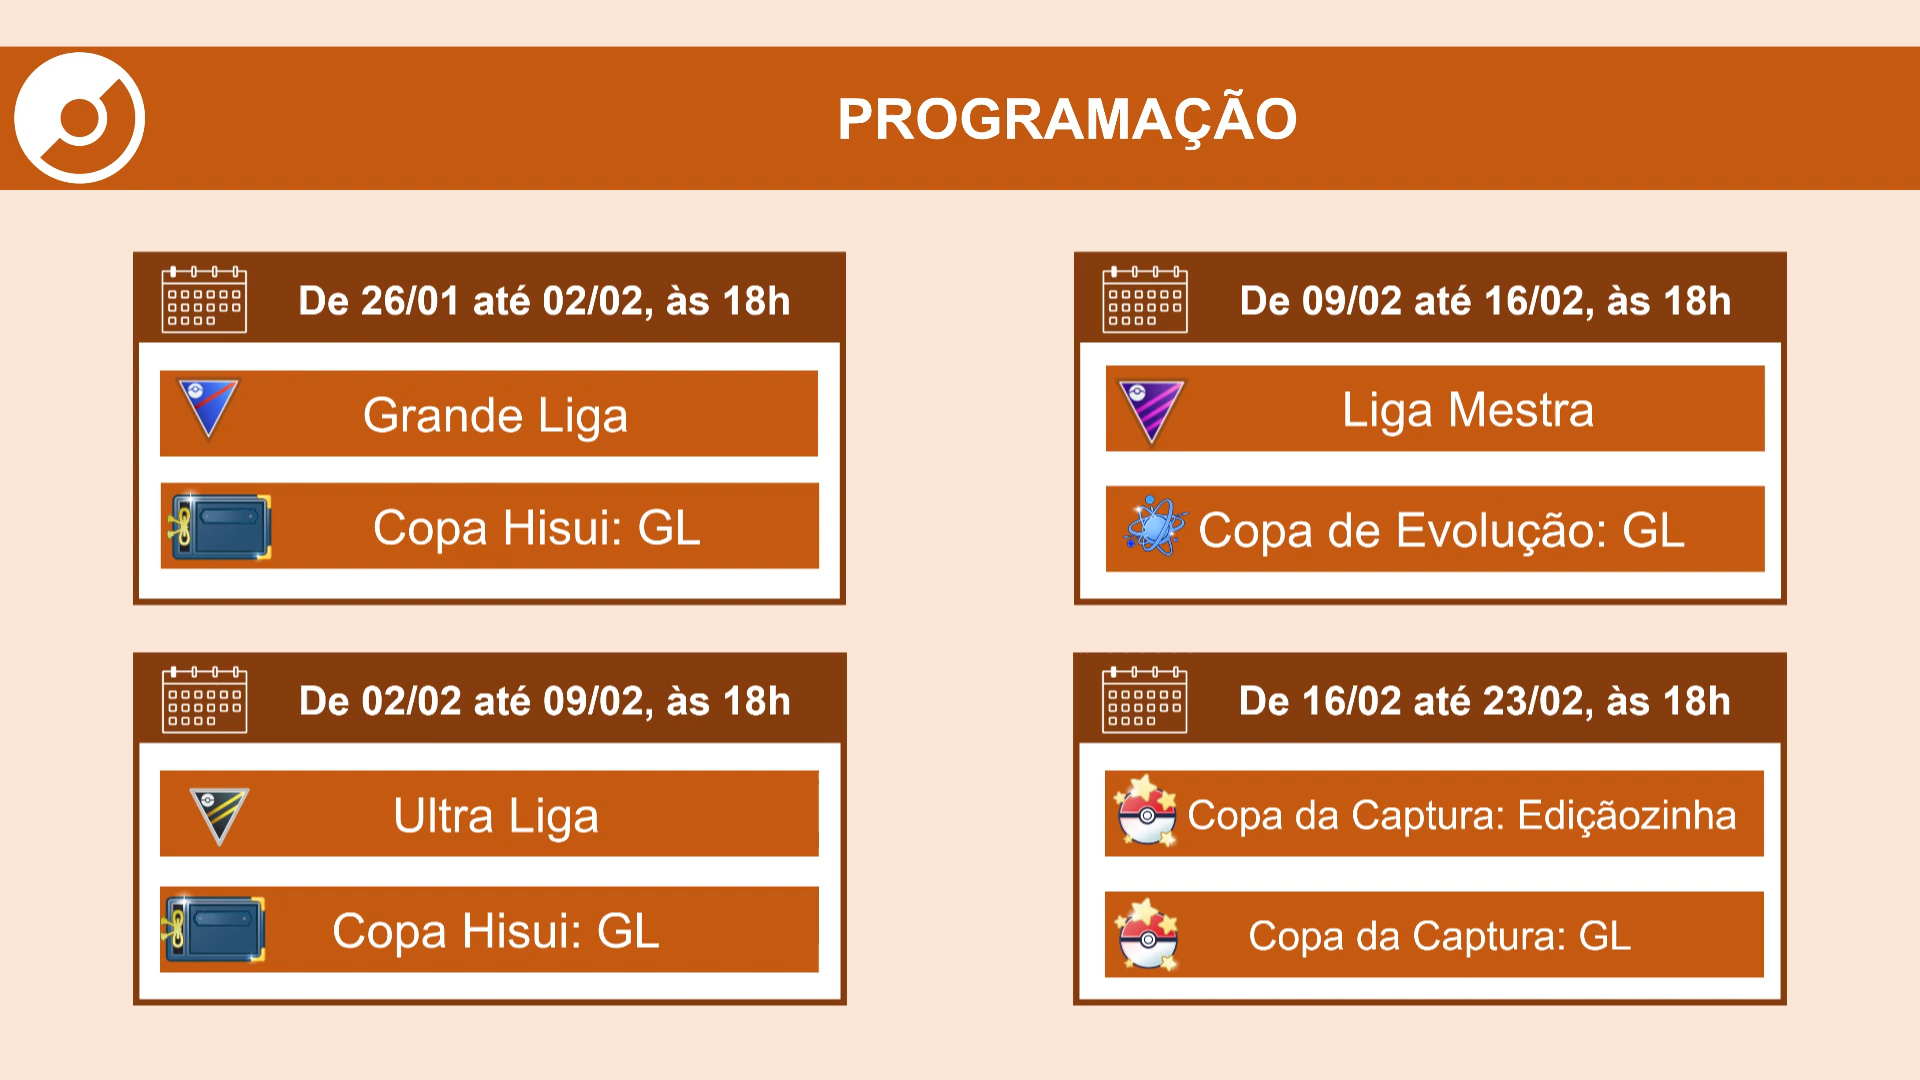 PROGRAMAÇÃO
De 26/01 até 02/02, às 18h
Grande Liga
Copa Hisui: GL
De 02/02 até 09/02, às 18h
Ultra Liga
Copa Hisui: GL
De 09/02 até 16/02, às 18h
Liga Mestra
Copa de Evolução: GL
De 16/02 até 23/02, às 18h
Copa da Captura: Ediçãozinha
Copa da Captura: GL